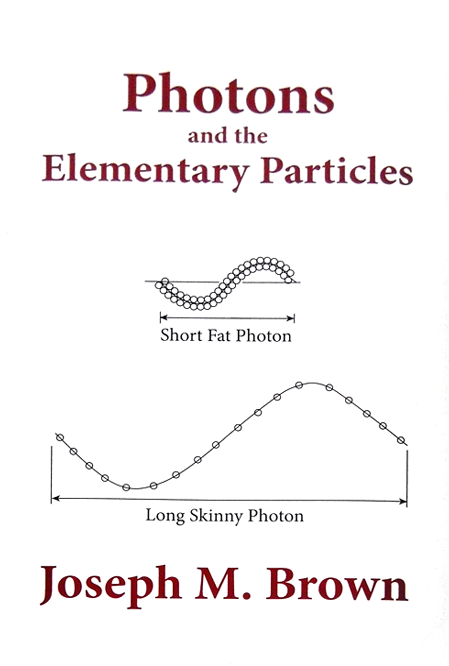 Photons
and the
Elementary Particles
Short Fat Photon
Long Skinny Photon
Joseph M. Brown